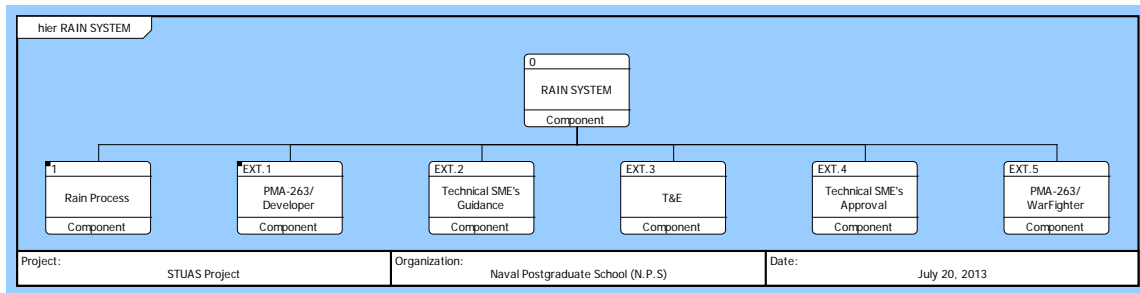 hier RAIN SYSTEM
0
RAIN SYSTEM
Component
1
Rain Process
Component
EXT.1
PMA-263/
Developer
Component
EXT.2
Technical SME's
Guidance
Component
EXT.3
T&E
Component
EXT.4
Technical SME's
Approval
Component
EXT.5
PMA-263/
WarFighter
Component
Project:
STUAS Project
Organization:
Naval Postgraduate School (N.P.S)
Date:
July 20, 2013